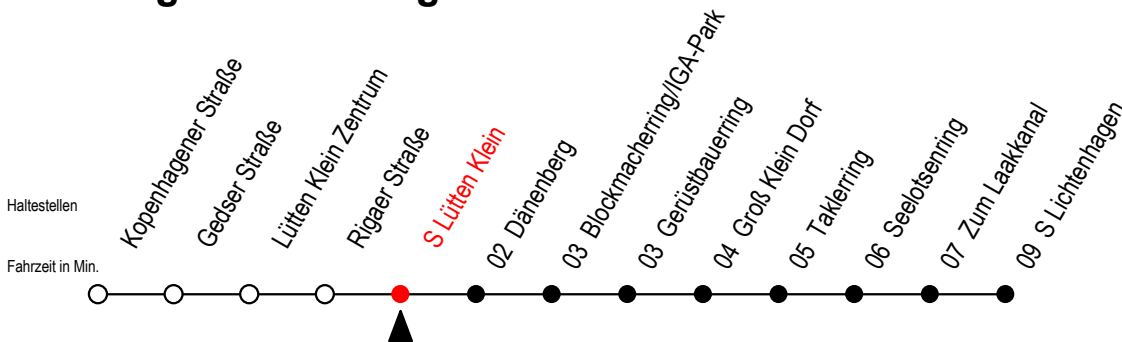 Haltestellen
Fahrzeit in Min.
Kopenhagener Straße
Gedser Straße
Lütten Klein Zentrum
Rigaer Straße
S Lütten Klein
02 Dänenberg
03 Blockmacherring/IGA-Park
03 Gerüstbauerring
04 Groß Klein Dorf
05 Taklerring
06 Seelotsenring
07 Zum Laakkanal
09 S Lichtenhagen